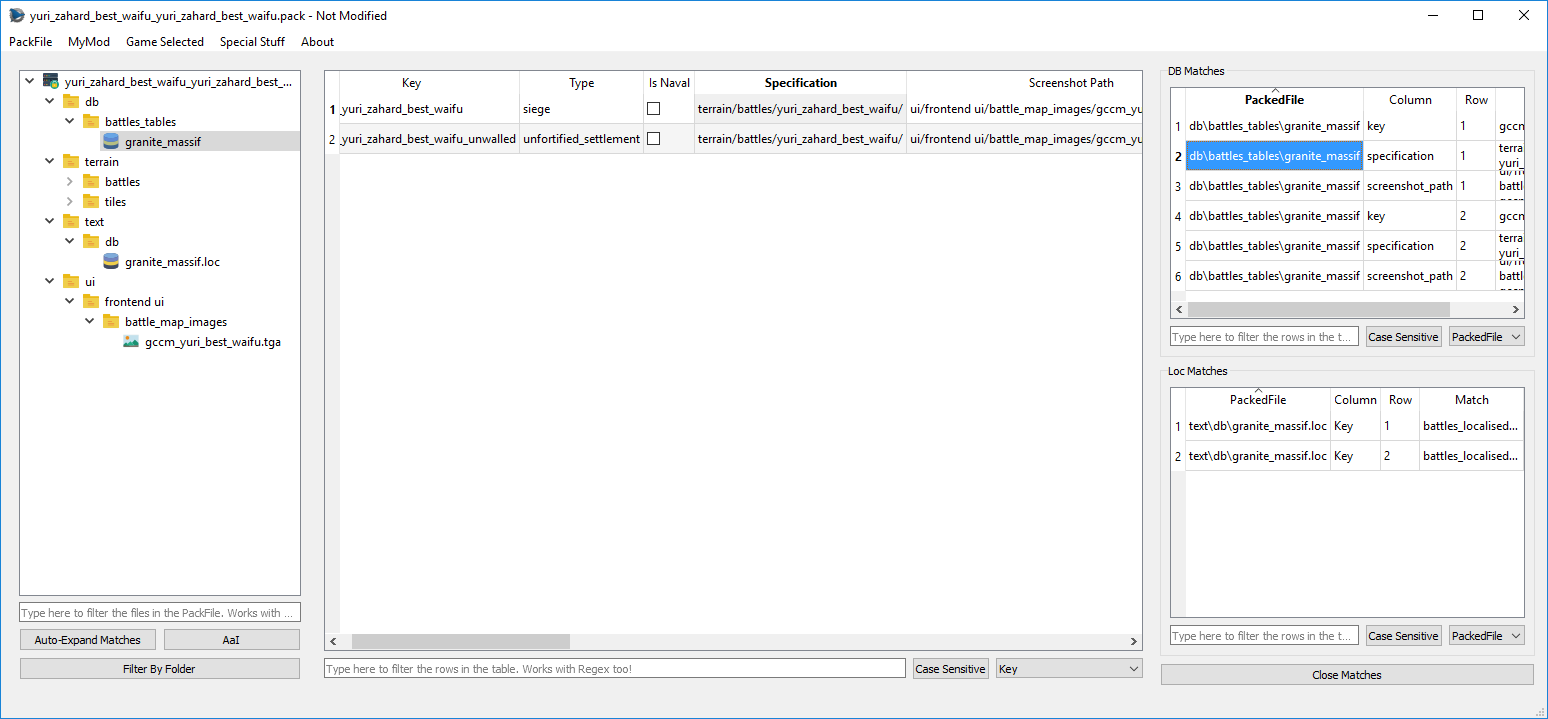 yuri_zahard_best_waifu_yuri_zahard_best_waifu.pack - Not Modified
PackFile MyMod Game Selected Special Stuff About
yuri_zahard_best_waifu_yuri_zahard_best_...
db
battles_tables
granite_massif
terrain
battles
tiles
text
db
granite_massif.loc
ui
frontend ui
battle_map_images
gccm_yuri_best_waifu.tga
Type here to filter the files in the PackFile. Works with ...
Auto-Expand Matches AaI
Filter By Folder
Key Type Is Naval Specification Screenshot Path
1 _yuri_zahard_best_waifu siege terrain/battles/yuri_zahard_best_waifu/ ui/frontend ui/battle_map_images/gccm_yu
2 _yuri_zahard_best_waifu_unwalled unfortified_settlement terrain/battles/yuri_zahard_best_waifu/ ui/frontend ui/battle_map_images/gccm_yu
Type here to filter the rows in the table. Works with Regex too! Case Sensitive Key
DB Matches
PackedFile Column Row
1 db\battles_tables\granite_massif key 1 gccm
2 db\battles_tables\granite_massif specification 1 terra
yuri_
3 db\battles_tables\granite_massif screenshot_path 1 battl
4 db\battles_tables\granite_massif key 2 gccm
5 db\battles_tables\granite_massif specification 2 terra
yuri_
6 db\battles_tables\granite_massif screenshot_path 2 battl
Type here to filter the rows in the t... Case Sensitive PackedFile
Loc Matches
PackedFile Column Row Match
1 text\db\granite_massif.loc Key 1 battles_localised...
2 text\db\granite_massif.loc Key 2 battles_localised...
Type here to filter the rows in the t... Case Sensitive PackedFile
Close Matches